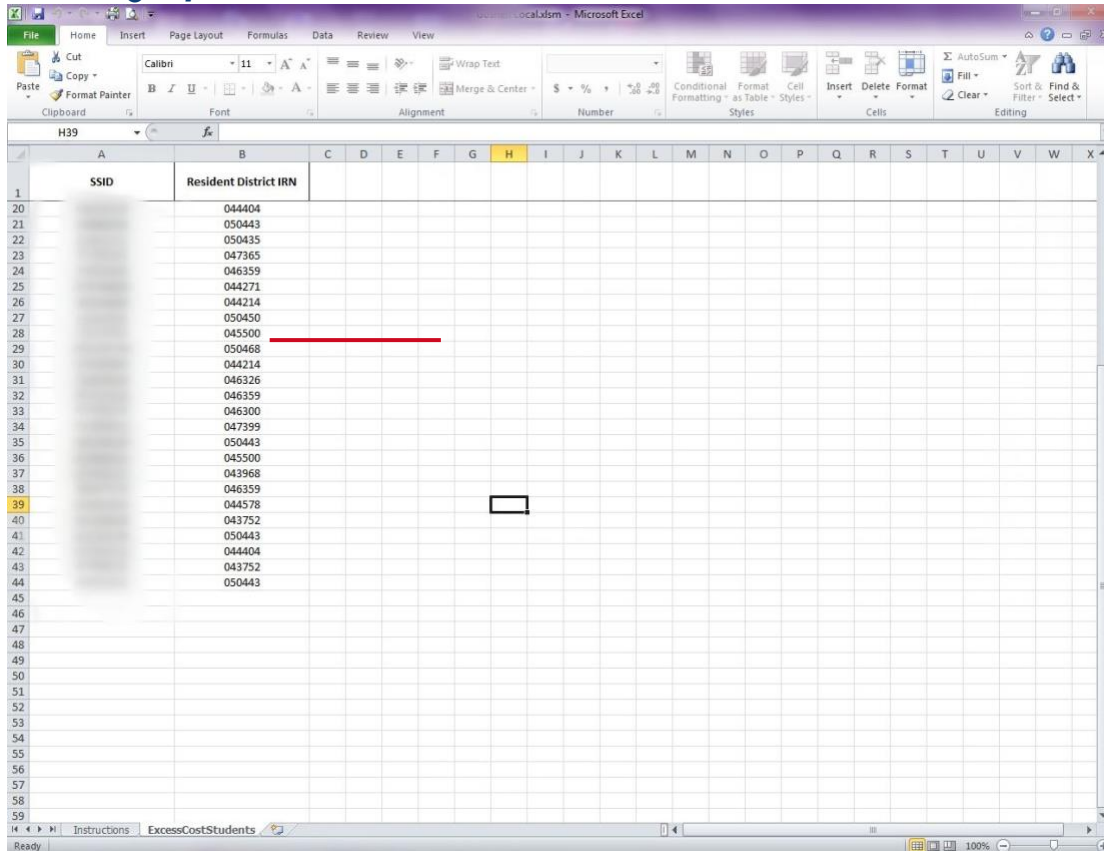 local.xlsm - Microsoft Excel
File Home Insert Page Layout Formulas Data Review View
Paste
Cut
Copy
Format Painter
Clipboard
Calibri 11
B I U
Font
Wrap Text
Merge & Center
Alignment
$ % , .0 .00 .00 .0
Number
Conditional Formatting
Format as Table
Cell Styles
Styles
Insert Delete Format
Cells
Σ AutoSum
Fill
Clear
Sort & Filter
Find & Select
Editing
H39 fx
A B C D E F G H I J K L M N O P Q R S T U V W X
1 SSID Resident District IRN
20 044404
21 050443
22 050435
23 047365
24 046359
25 044271
26 044214
27 050450
28 045500
29 050468
30 044214
31 046326
32 046359
33 046300
34 047399
35 050443
36 045500
37 043968
38 046359
39 044578
40 043752
41 050443
42 044404
43 043752
44 050443
45
46
47
48
49
50
51
52
53
54
55
56
57
58
59
Instructions ExcessCostStudents
Ready 100%